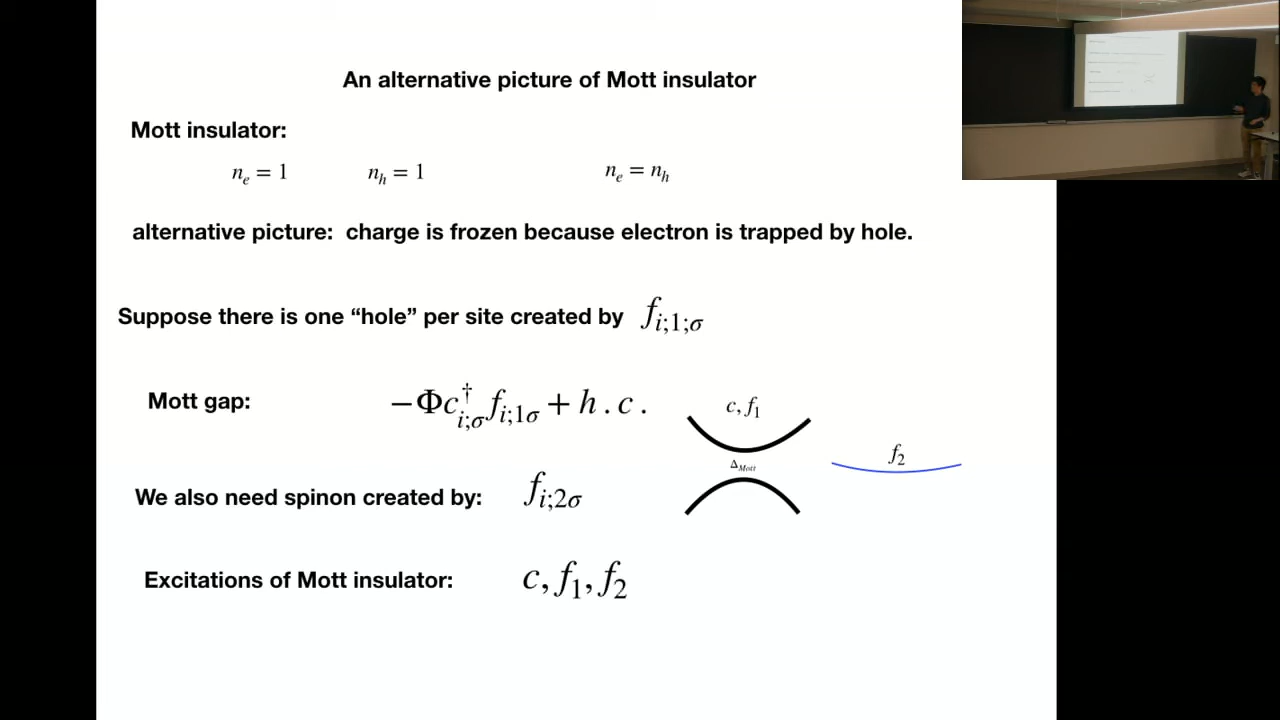 An alternative picture of Mott insulator
Mott insulator:
n_e = 1 n_h = 1 n_e = n_h
alternative picture: charge is frozen because electron is trapped by hole.
Suppose there is one “hole” per site created by f_{i;1;σ}
Mott gap: −Φc†_{i;σ}f_{i;1σ} + h.c.
c, f_1
Δ_{Mott}
f_2
We also need spinon created by: f_{i;2σ}
Excitations of Mott insulator: c, f_1, f_2